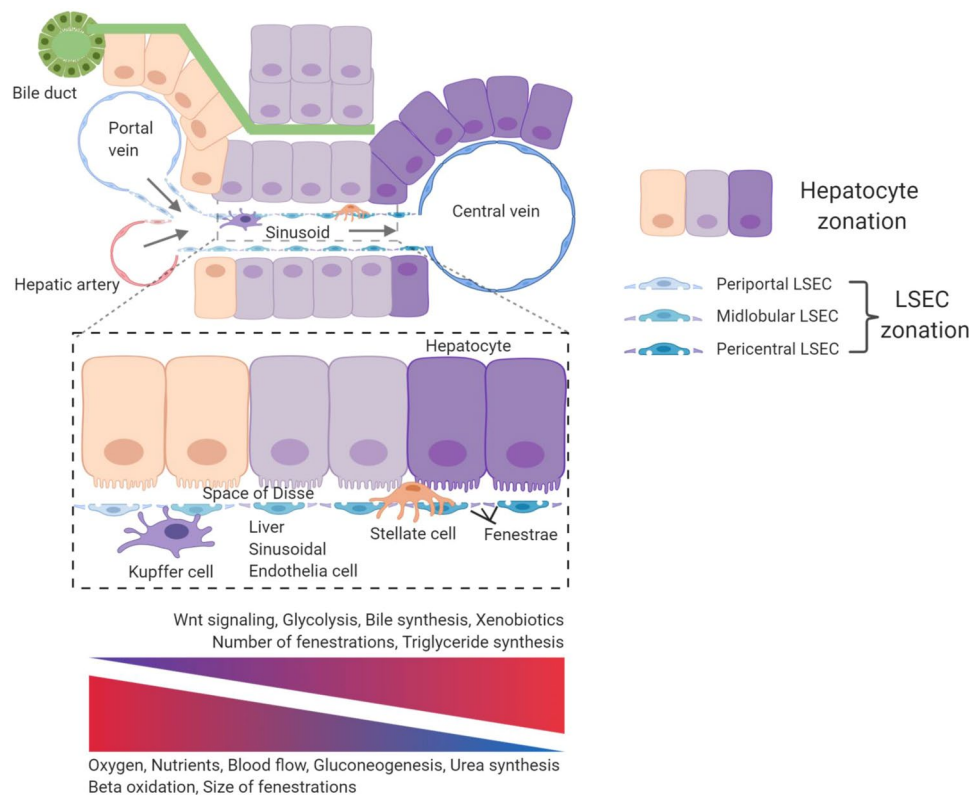 Bile duct
Portal
vein
Hepatic artery
Sinusoid
Central vein
Hepatocyte
zonation
Periportal LSEC
Midlobular LSEC
Pericentral LSEC
LSEC
zonation
Hepatocyte
Space of Disse
Kupffer cell
Liver
Sinusoidal
Endothelia cell
Stellate cell
Fenestrae
Wnt signaling, Glycolysis, Bile synthesis, Xenobiotics
Number of fenestrations, Triglyceride synthesis
Oxygen, Nutrients, Blood flow, Gluconeogenesis, Urea synthesis
Beta oxidation, Size of fenestrations